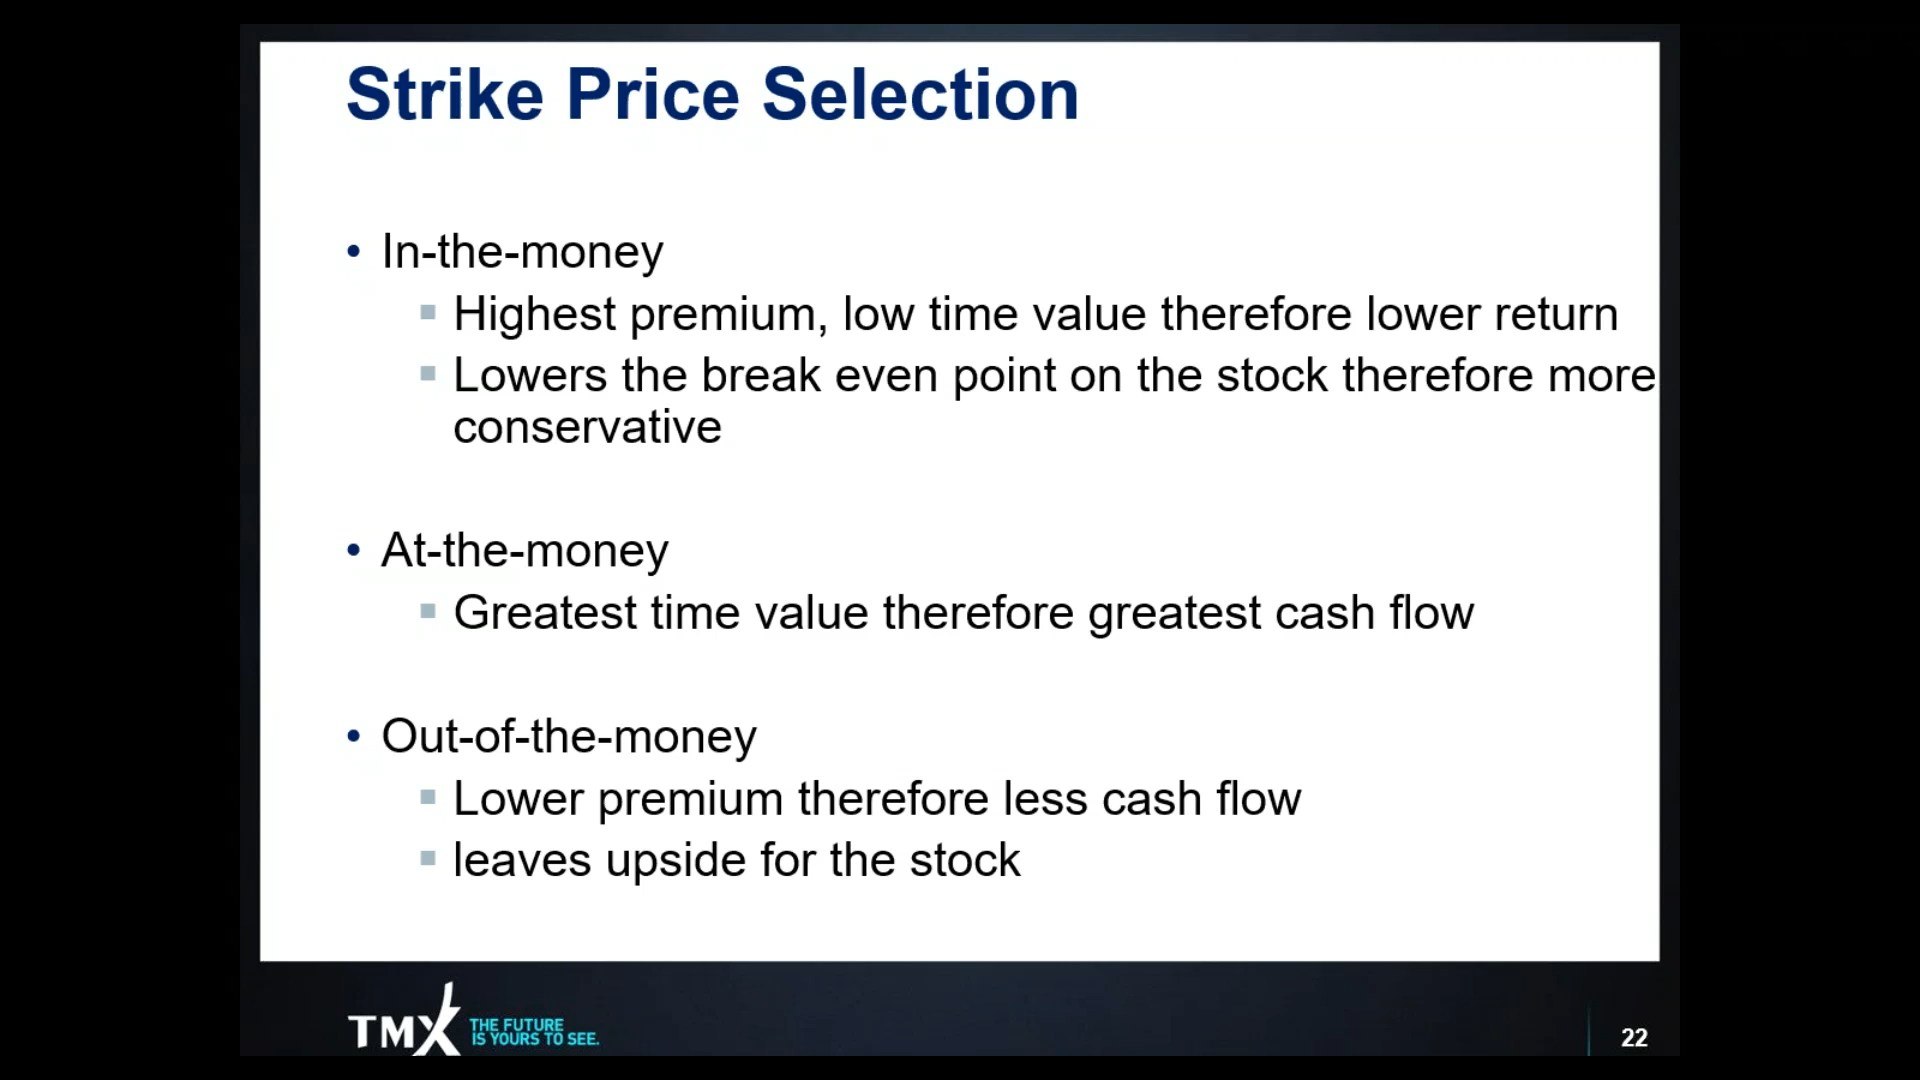 Strike Price Selection
• In-the-money
▪ Highest premium, low time value therefore lower return
▪ Lowers the break even point on the stock therefore more
conservative
• At-the-money
▪ Greatest time value therefore greatest cash flow
• Out-of-the-money
▪ Lower premium therefore less cash flow
▪ leaves upside for the stock
TMX THE FUTURE
IS YOURS TO SEE.
22